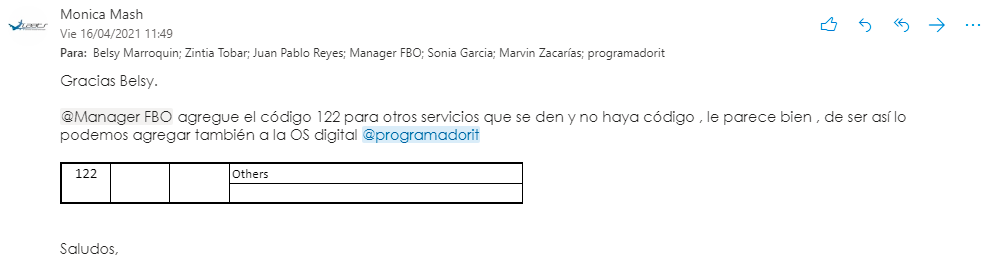 Monica Mash
Vie 16/04/2021 11:49
Para: Belsy Marroquin; Zintia Tobar; Juan Pablo Reyes; Manager FBO; Sonia Garcia; Marvin Zacarías; programadorit
Gracias Belsy.
@Manager FBO agregue el código 122 para otros servicios que se den y no haya código , le parece bien , de ser así lo
podemos agregar también a la OS digital @programadorit
122 Others
Saludos,